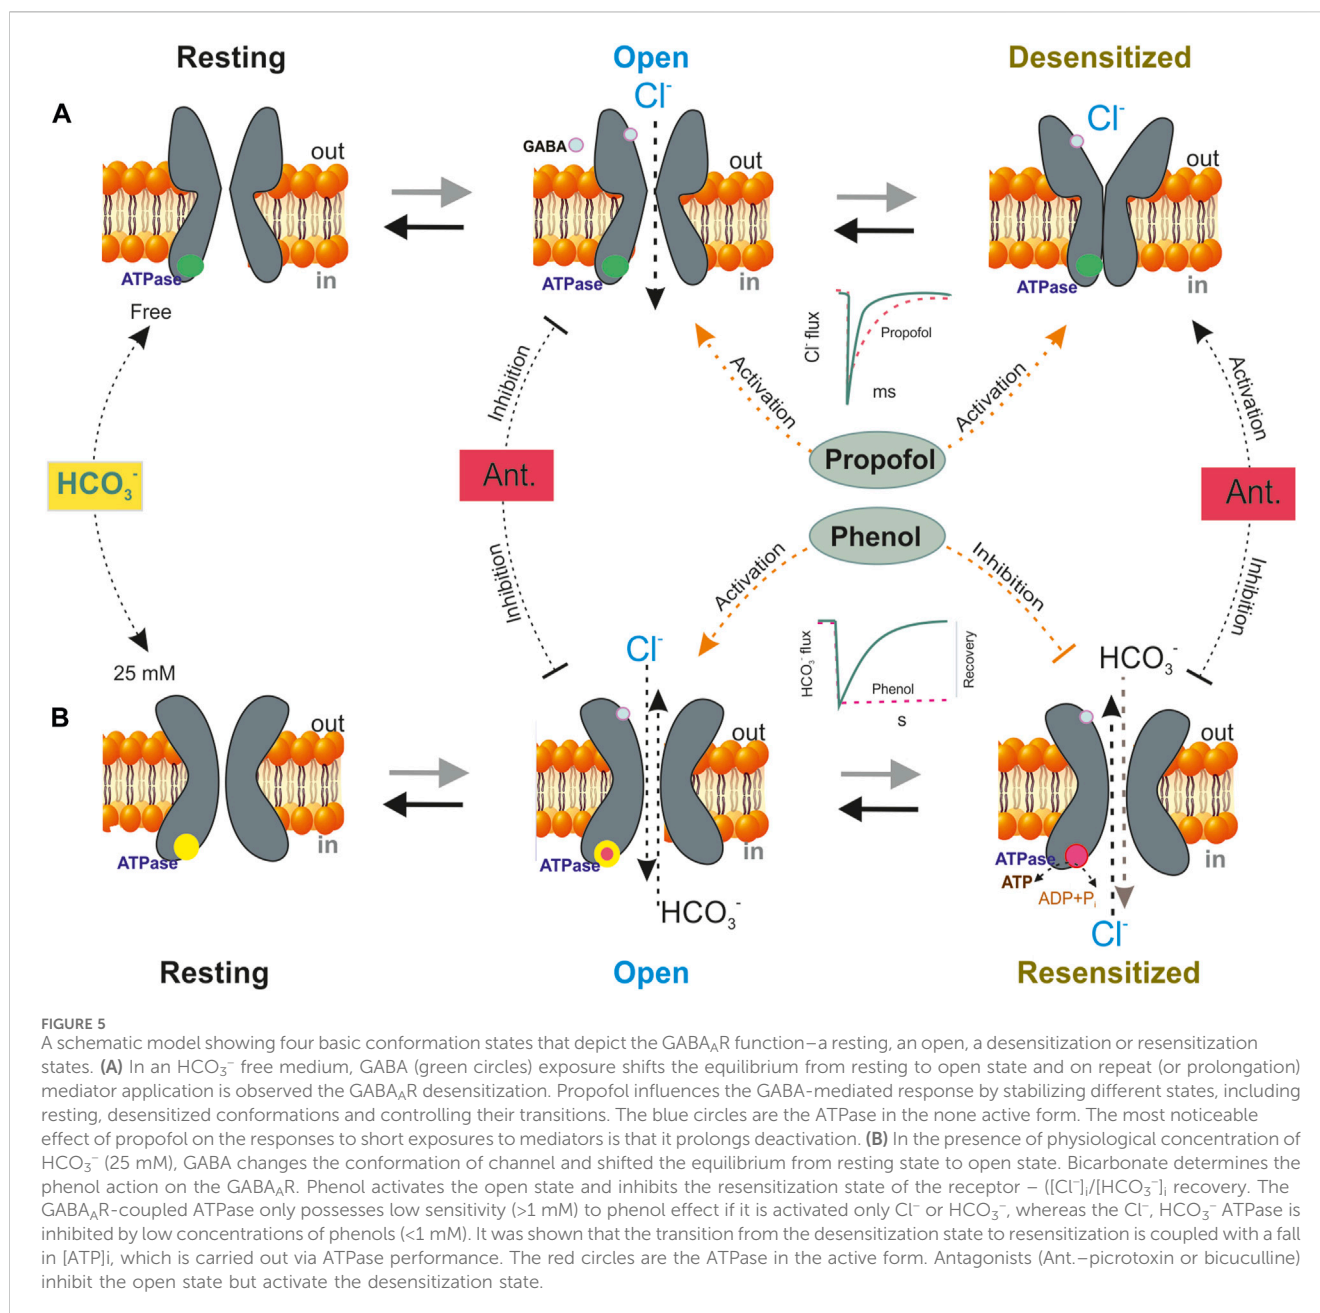 Resting
Open
Desensitized
A
Cl⁻
Cl⁻
GABA
out
out
out
ATPase
in
ATPase
in
ATPase
in
Free
Cl⁻ flux
Propofol
ms
Inhibition
Activation
Activation
Activation
HCO₃⁻
Ant.
Propofol
Ant.
Phenol
Inhibition
Activation
Inhibition
Inhibition
25 mM
Cl⁻
HCO₃⁻ flux
Phenol
Recovery
s
HCO₃⁻
B
out
out
out
ATPase
in
ATPase
in
ATPase
in
ATP
ADP+Pᵢ
HCO₃⁻
Cl⁻
Resting
Open
Resensitized
FIGURE 5
A schematic model showing four basic conformation states that depict the GABAₐR function–a resting, an open, a desensitization or resensitization
states. (A) In an HCO₃⁻ free medium, GABA (green circles) exposure shifts the equilibrium from resting to open state and on repeat (or prolongation)
mediator application is observed the GABAₐR desensitization. Propofol influences the GABA-mediated response by stabilizing different states, including
resting, desensitized conformations and controlling their transitions. The blue circles are the ATPase in the none active form. The most noticeable
effect of propofol on the responses to short exposures to mediators is that it prolongs deactivation. (B) In the presence of physiological concentration of
HCO₃⁻ (25 mM), GABA changes the conformation of channel and shifted the equilibrium from resting state to open state. Bicarbonate determines the
phenol action on the GABAₐR. Phenol activates the open state and inhibits the resensitization state of the receptor – ([Cl⁻]ᵢ/[HCO₃⁻]ᵢ recovery. The
GABAₐR-coupled ATPase only possesses low sensitivity (>1 mM) to phenol effect if it is activated only Cl⁻ or HCO₃⁻, whereas the Cl⁻, HCO₃⁻ ATPase is
inhibited by low concentrations of phenols (<1 mM). It was shown that the transition from the desensitization state to resensitization is coupled with a fall
in [ATP]i, which is carried out via ATPase performance. The red circles are the ATPase in the active form. Antagonists (Ant.–picrotoxin or bicuculline)
inhibit the open state but activate the desensitization state.